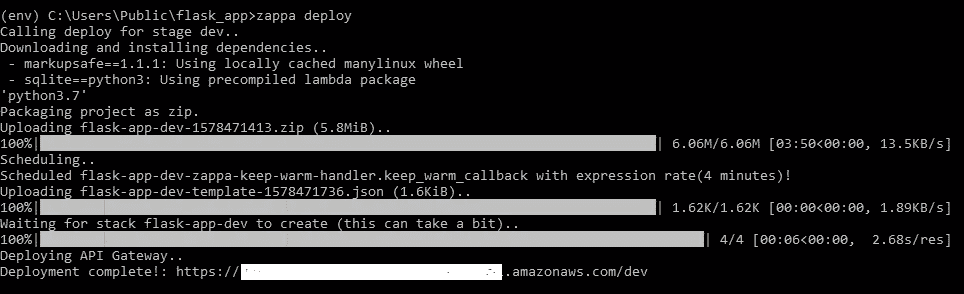 (env) C:\Users\Public\flask_app>zappa deploy
Calling deploy for stage dev..
Downloading and installing dependencies..
 - markupsafe==1.1.1: Using locally cached manylinux wheel
 - sqlite==python3: Using precompiled lambda package
'python3.7'
Packaging project as zip.
Uploading flask-app-dev-1578471413.zip (5.8MiB)..
100%| | 6.06M/6.06M [03:50<00:00, 13.5KB/s]
Scheduling..
Scheduled flask-app-dev-zappa-keep-warm-handler.keep_warm_callback with expression rate(4 minutes)!
Uploading flask-app-dev-template-1578471736.json (1.6KiB)..
100%| | 1.62K/1.62K [00:00<00:00, 1.89KB/s]
Waiting for stack flask-app-dev to create (this can take a bit)..
100%| | 4/4 [00:06<00:00,  2.68s/res]
Deploying API Gateway..
Deployment complete!: https:// .amazonaws.com/dev